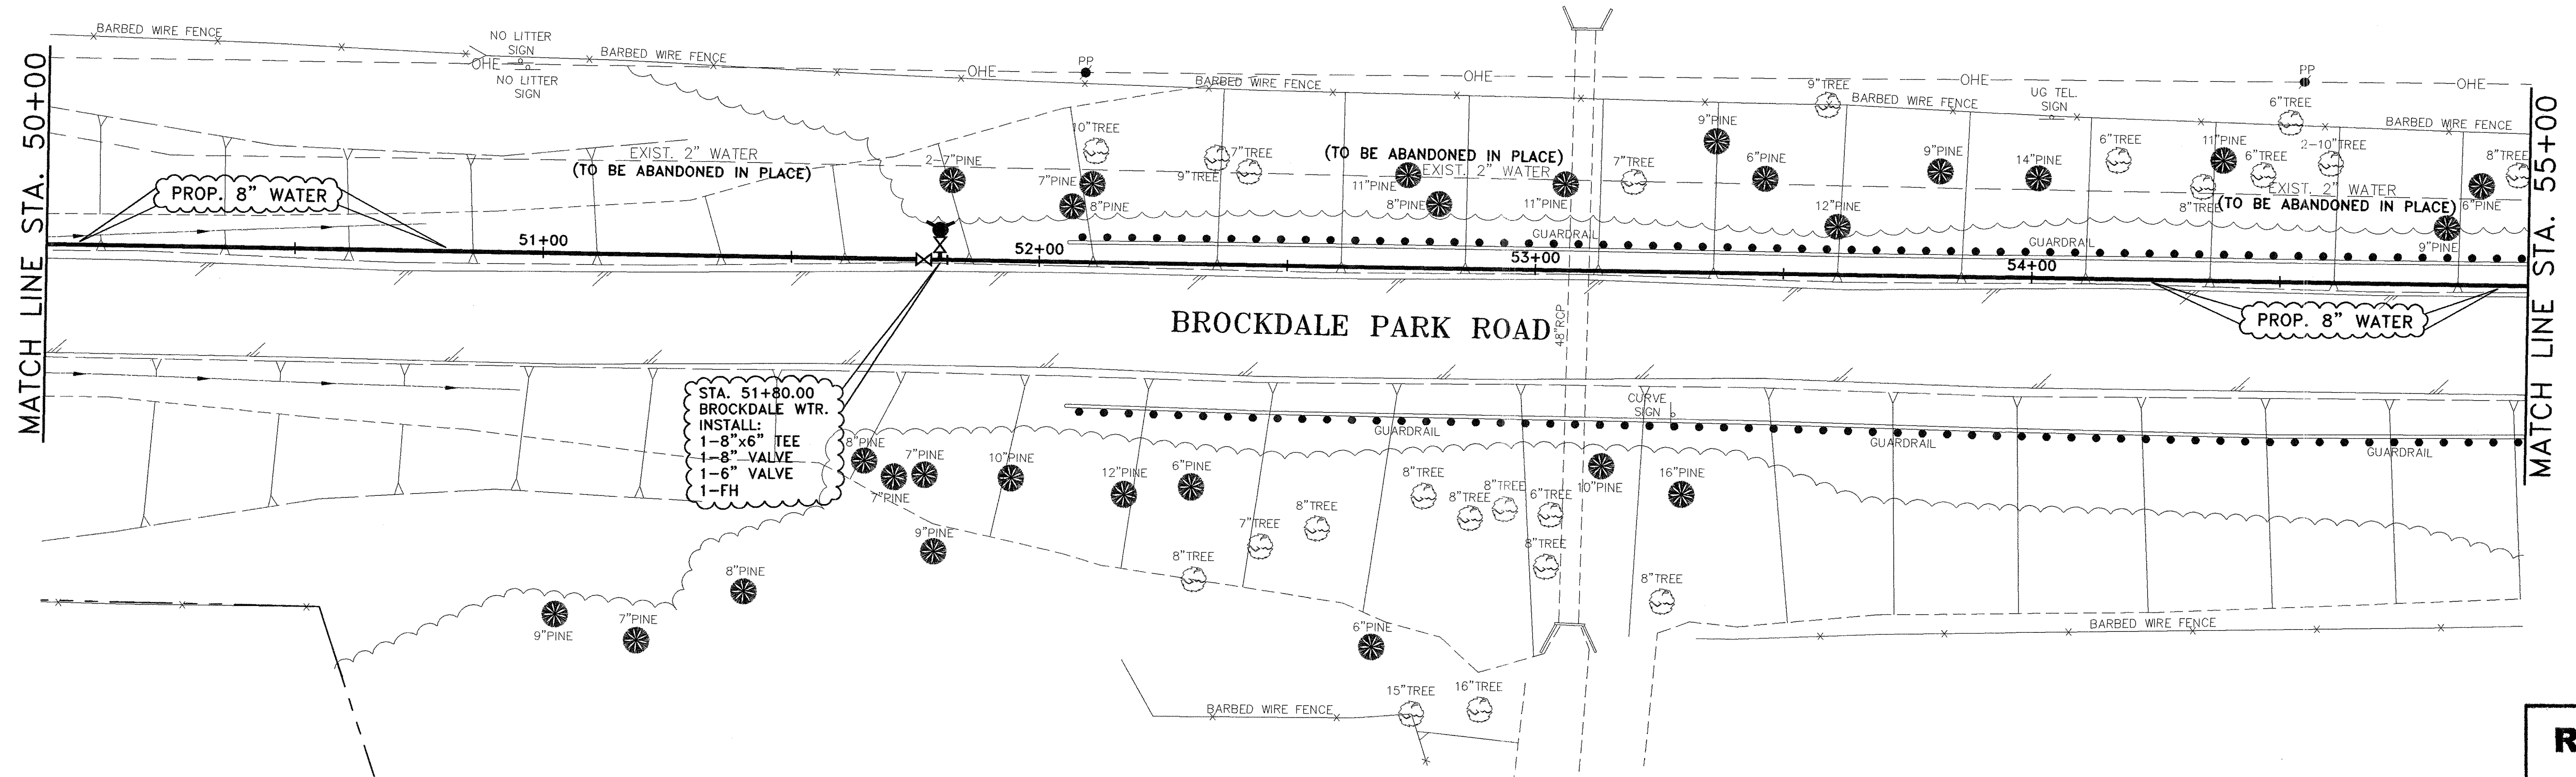 BARBED WIRE FENCE
NO LITTER
SIGN
OHE
NO LITTER
SIGN
BARBED WIRE FENCE
OHE
PP
BARBED WIRE FENCE
OHE
9"TREE
BARBED WIRE FENCE
OHE
UG TEL.
SIGN
PP
6"TREE
OHE
BARBED WIRE FENCE
MATCH LINE STA. 50+00
EXIST. 2" WATER
(TO BE ABANDONED IN PLACE)
PROP. 8" WATER
2-7"PINE
10"TREE
7"PINE
8"PINE
9"TREE
7"TREE
(TO BE ABANDONED IN PLACE)
EXIST. 2" WATER
11"PINE
8"PINE
11"PINE
7"TREE
9"PINE
6"PINE
12"PINE
9"PINE
14"PINE
6"TREE
11"PINE
6"TREE
2-10"TREE
8"TREE
8"TREE
EXIST. 2" WATER
(TO BE ABANDONED IN PLACE)
6"PINE
9"PINE
MATCH LINE STA. 55+00
51+00
52+00
GUARDRAIL
53+00
GUARDRAIL
54+00
BROCKDALE PARK ROAD
48"RCP
PROP. 8" WATER
STA. 51+80.00
BROCKDALE WTR.
INSTALL:
1-8"x6" TEE
1-8" VALVE
1-6" VALVE
1-FH
CURVE
SIGN
GUARDRAIL
GUARDRAIL
GUARDRAIL
8"PINE
7"PINE
7"PINE
10"PINE
12"PINE
6"PINE
8"TREE
8"TREE
8"TREE
6"TREE
10"PINE
16"PINE
8"TREE
7"TREE
9"PINE
8"TREE
8"TREE
8"PINE
8"TREE
9"PINE
7"PINE
6"PINE
BARBED WIRE FENCE
15"TREE
16"TREE
BARBED WIRE FENCE
R